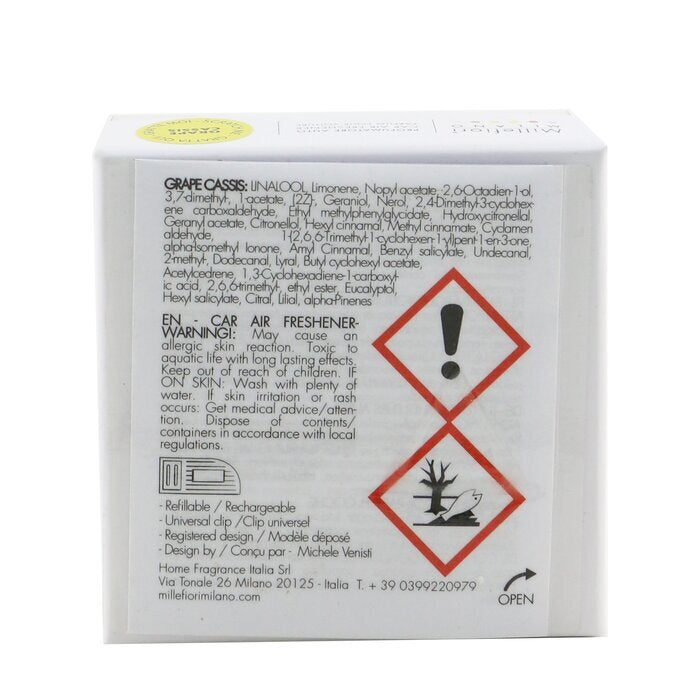 GRAPE
CASSIS
Millefiori
MILANO
GRAPE CASSIS: LINALOOL, Limonene, Nopyl acetate, 2,6-Octadien-1-ol,
3,7-dimethyl-, 1-acetate, [2Z]-, Geraniol, Nerol, 2,4-Dimethyl-3-cyclohex-
ene carboxaldehyde, Ethyl methylphenylglycidate, Hydroxycitronellal,
Geranyl acetate, Citronellol, Hexyl cinnamal, Methyl cinnamate, Cyclamen
aldehyde, 1-(2,6,6-Trimethyl-1-cyclohexen-1-yl)pent-1-en-3-one,
alpha-Isomethyl Ionone, Amyl Cinnamal, Benzyl salicylate, Undecanal,
2-methyl-, Dodecanal, Lyral, Butyl cyclohexyl acetate,
Acetylcedrene, 1,3-Cyclohexadiene-1-carboxyl-
ic acid, 2,6,6-trimethyl-, ethyl ester, Eucalyptol,
Hexyl salicylate, Citral, Lilial, alpha-Pinenes
EN - CAR AIR FRESHENER-
WARNING!: May cause an
allergic skin reaction. Toxic to
aquatic life with long lasting effects.
Keep out of reach of children. IF
ON SKIN: Wash with plenty of
water. If skin irritation or rash
occurs: Get medical advice/atten-
tion. Dispose of contents/
containers in accordance with local
regulations.
- Refillable / Rechargeable
- Universal clip /Clip universel
- Registered design / Modèle déposé
- Design by / Conçu par - Michele Venisti
Home Fragrance Italia Srl
Via Tonale 26 Milano 20125 - Italia T. + 39 0399220979
millefiorimilano.com
OPEN